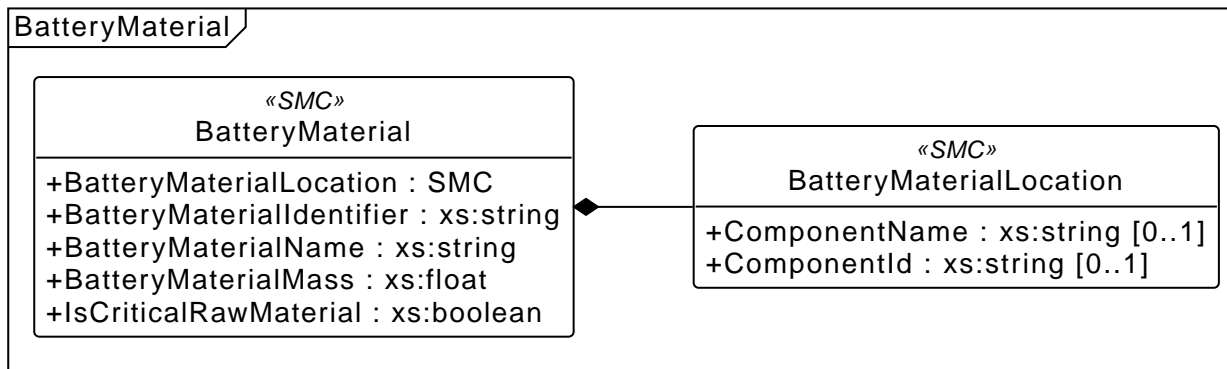 BatteryMaterial
«SMC»
BatteryMaterial
+BatteryMaterialLocation : SMC
+BatteryMaterialIdentifier : xs:string
+BatteryMaterialName : xs:string
+BatteryMaterialMass : xs:float
+IsCriticalRawMaterial : xs:boolean
«SMC»
BatteryMaterialLocation
+ComponentName : xs:string [0..1]
+ComponentId : xs:string [0..1]